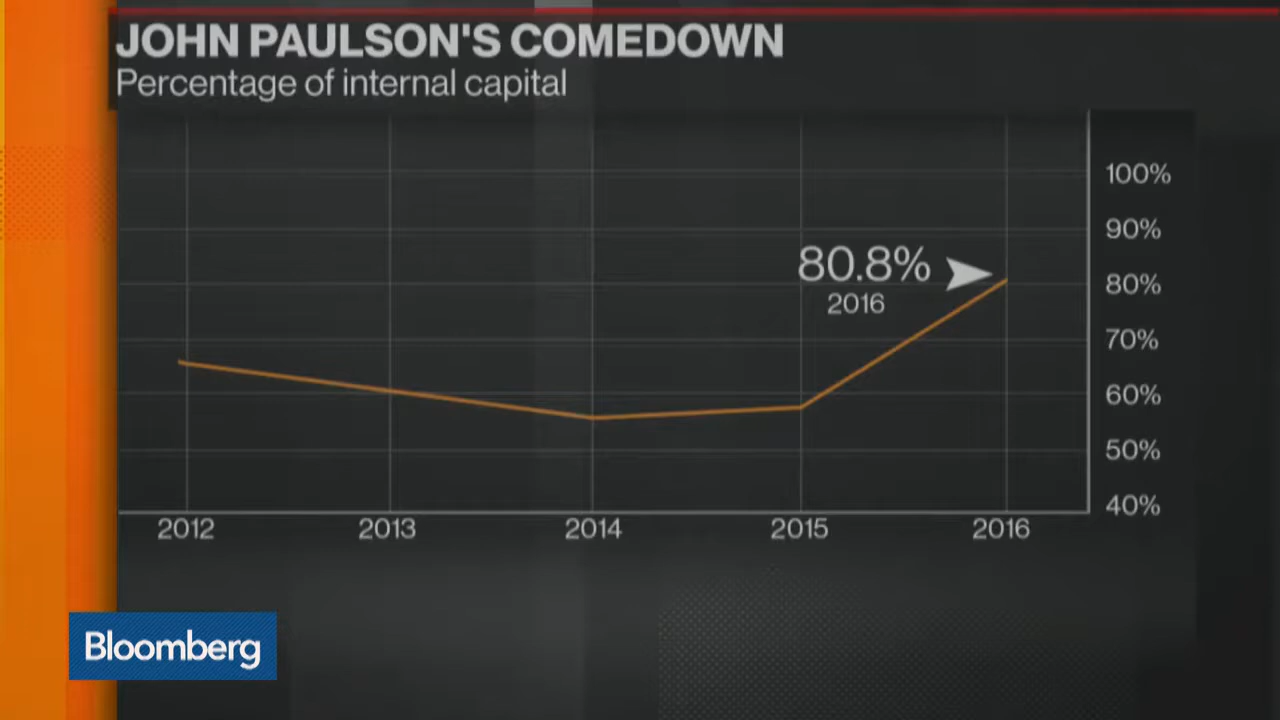 JOHN PAULSON'S COMEDOWN
Percentage of internal capital
100%
90%
80.8%
80%
2016
70%
60%
50%
40%
2012 2013 2014 2015 2016
Bloomberg